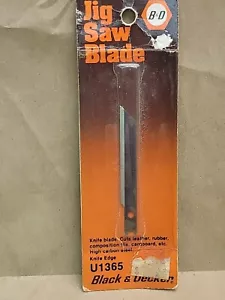 Jig
Saw
Blade
B&D
Knife blade. Cuts leather, rubber,
composition tile, cardboard, etc.
High carbon steel.
Knife Edge
U1365
Black & Decker